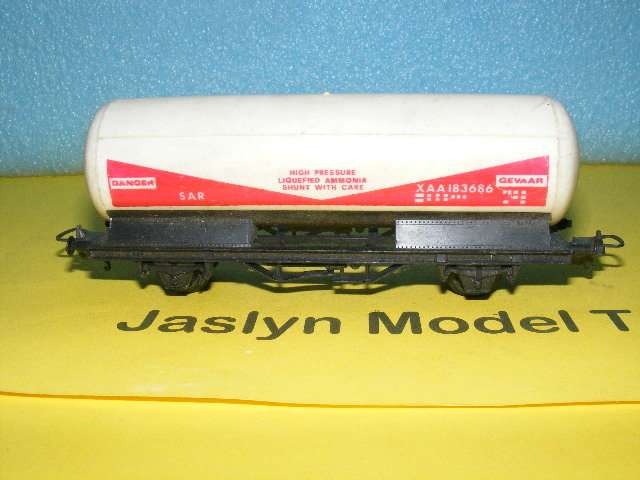 DANGER
HIGH PRESSURE
LIQUEFIED AMMONIA
SHUNT WITH CARE
GEVAAR
SAR
XAA183686
Jaslyn Model T